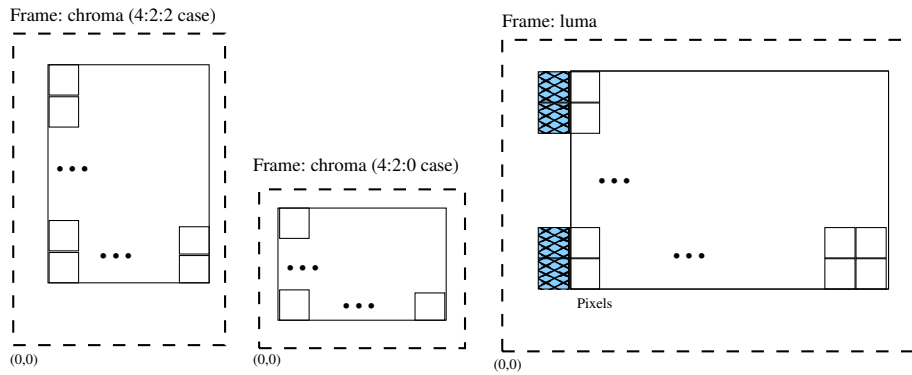 Frame: chroma (4:2:2 case)
Frame: luma
Frame: chroma (4:2:0 case)
Pixels
(0,0)
(0,0)
(0,0)